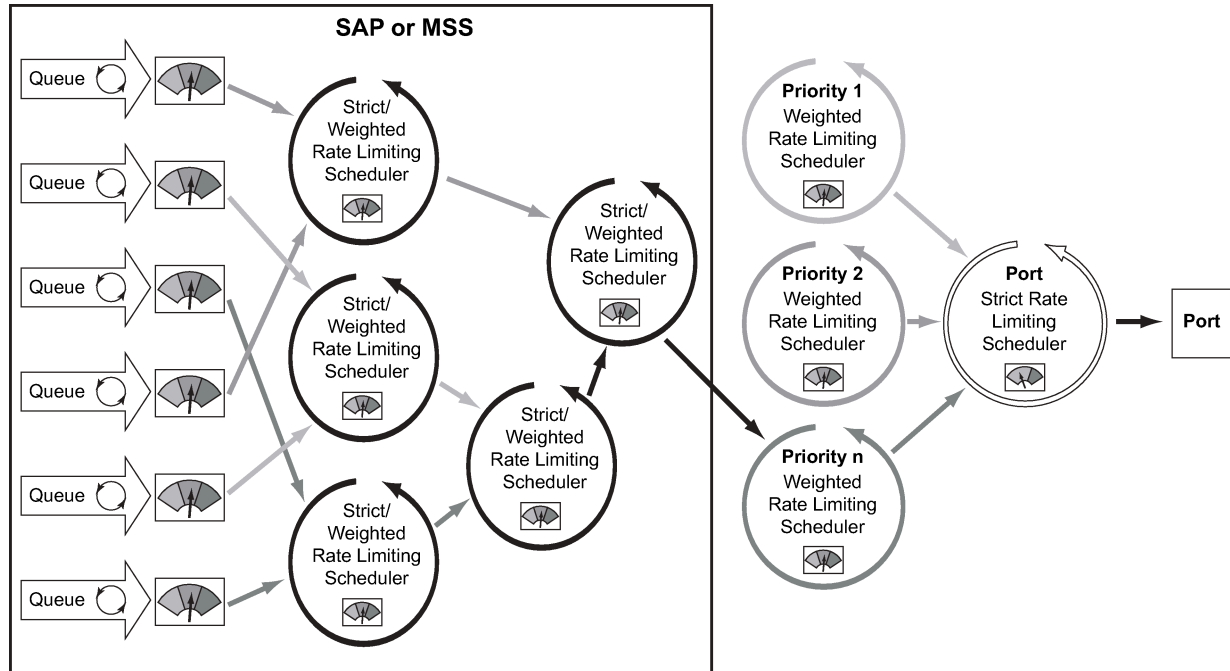 SAP or MSS
Queue
Queue
Queue
Queue
Queue
Queue
Strict/
Weighted
Rate Limiting
Scheduler
Strict/
Weighted
Rate Limiting
Scheduler
Strict/
Weighted
Rate Limiting
Scheduler
Strict/
Weighted
Rate Limiting
Scheduler
Strict/
Weighted
Rate Limiting
Scheduler
Priority 1
Weighted
Rate Limiting
Scheduler
Priority 2
Weighted
Rate Limiting
Scheduler
Priority n
Weighted
Rate Limiting
Scheduler
Port
Strict Rate
Limiting
Scheduler
Port